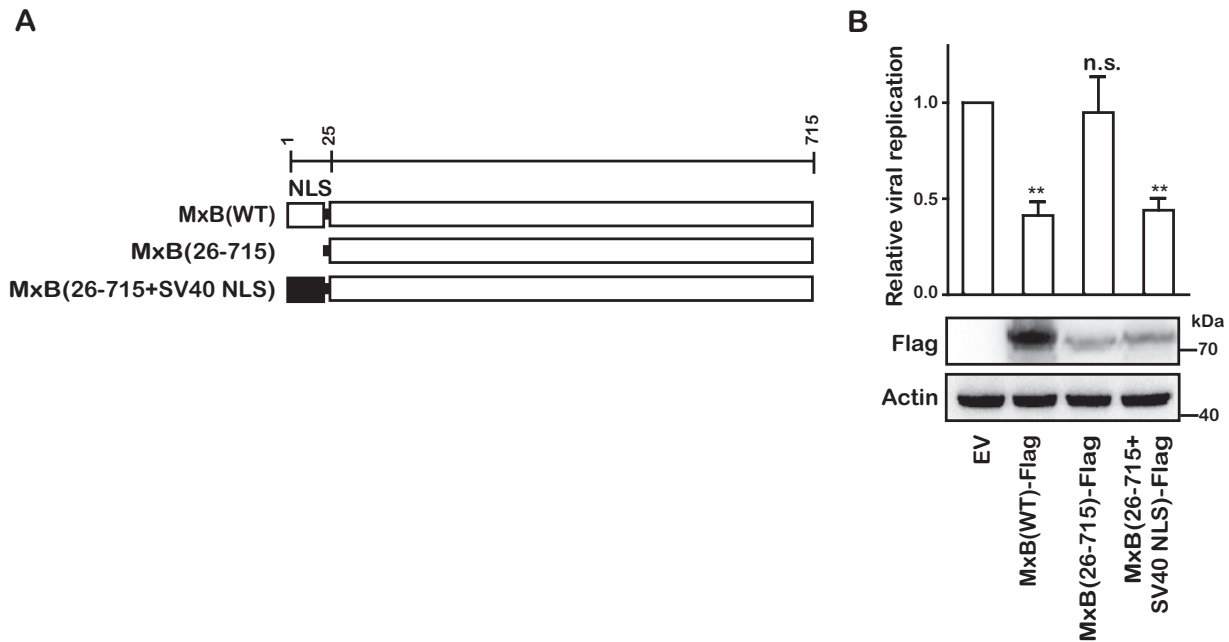 A
1
25
715
NLS
MxB(WT)
MxB(26-715)
MxB(26-715+SV40 NLS)
B
Relative viral replication
1.0
0.5
0.0
**
n.s.
**
kDa
Flag
70
Actin
40
EV
MxB(WT)-Flag
MxB(26-715)-Flag
MxB(26-715+
SV40 NLS)-Flag